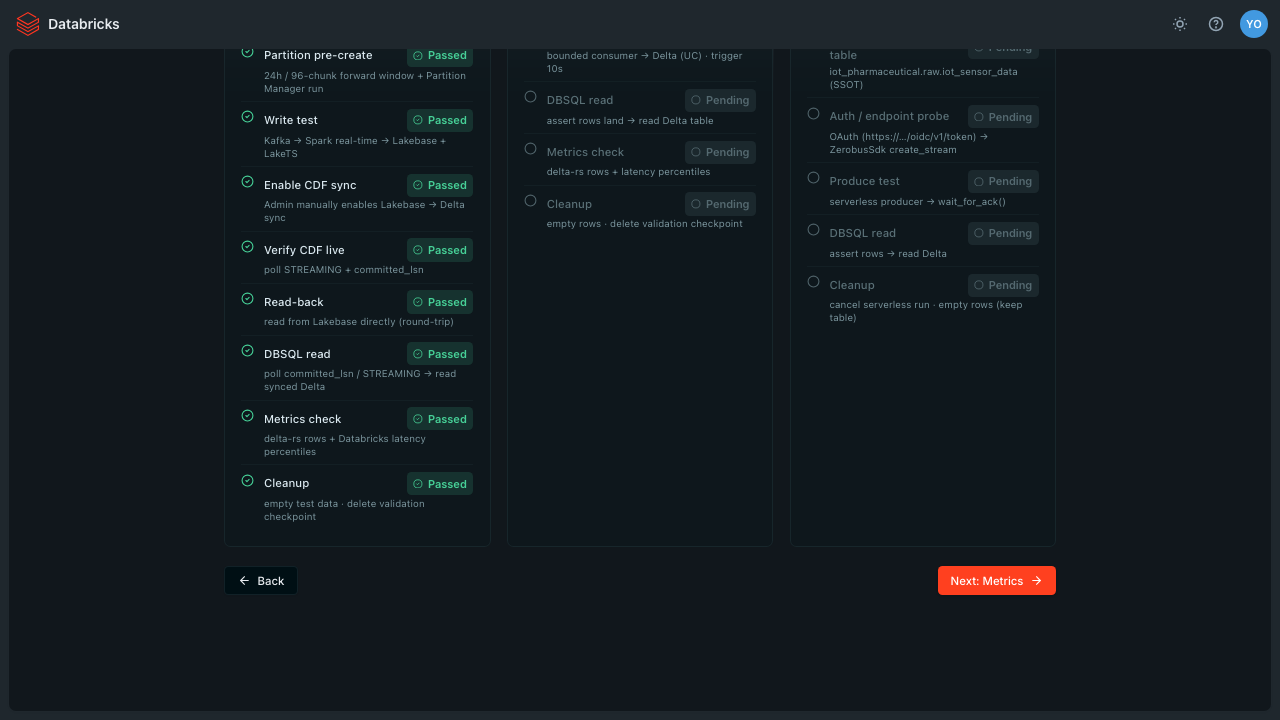 Databricks
YO
Partition pre-create
Passed
24h / 96-chunk forward window + Partition
Manager run
Write test
Passed
Kafka → Spark real-time → Lakebase +
LakeTS
Enable CDF sync
Passed
Admin manually enables Lakebase → Delta
sync
Verify CDF live
Passed
poll STREAMING + committed_lsn
Read-back
Passed
read from Lakebase directly (round-trip)
DBSQL read
Passed
poll committed_lsn / STREAMING → read
synced Delta
Metrics check
Passed
delta-rs rows + Databricks latency
percentiles
Cleanup
Passed
empty test data · delete validation
checkpoint
bounded consumer → Delta (UC) · trigger
10s
DBSQL read
Pending
assert rows land → read Delta table
Metrics check
Pending
delta-rs rows + latency percentiles
Cleanup
Pending
empty rows · delete validation checkpoint
table
Pending
iot_pharmaceutical.raw.iot_sensor_data
(SSOT)
Auth / endpoint probe
Pending
OAuth (https://.../oidc/v1/token) →
ZerobusSdk create_stream
Produce test
Pending
serverless producer → wait_for_ack()
DBSQL read
Pending
assert rows → read Delta
Cleanup
Pending
cancel serverless run · empty rows (keep
table)
← Back
Next: Metrics →